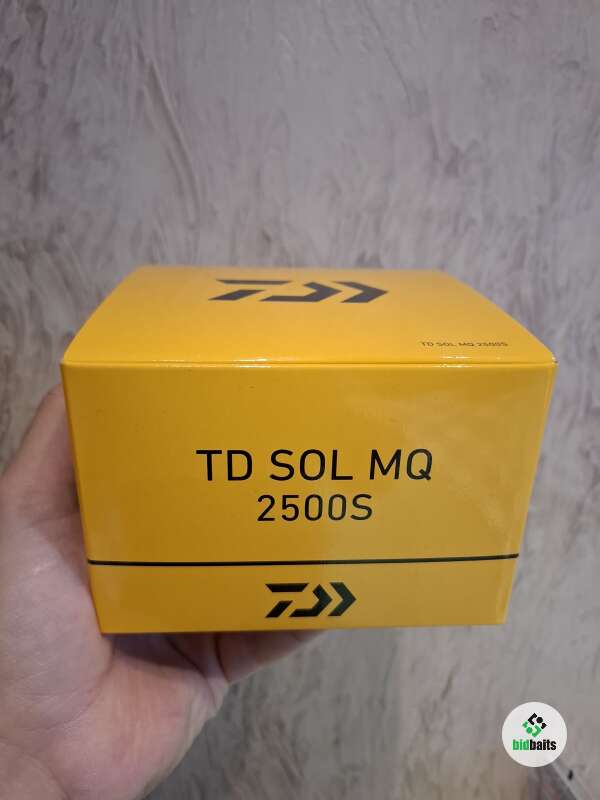 TD SOL MQ 2500S
TD SOL MQ
2500S
bidbaits